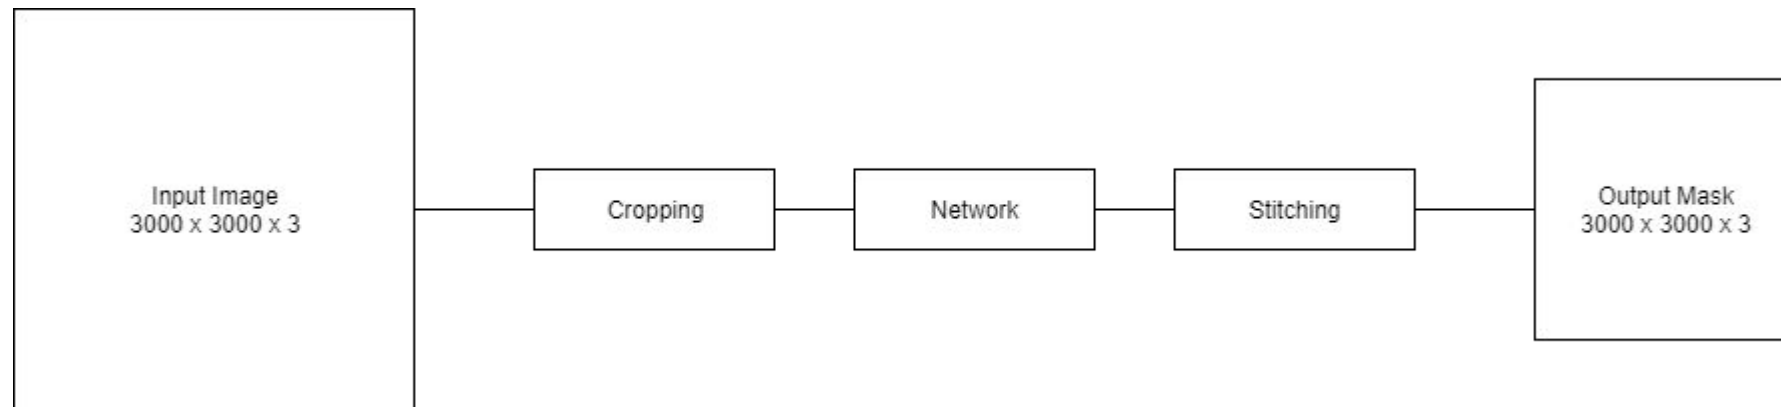 Input Image
3000 x 3000 x 3
Cropping
Network
Stitching
Output Mask
3000 x 3000 x 3